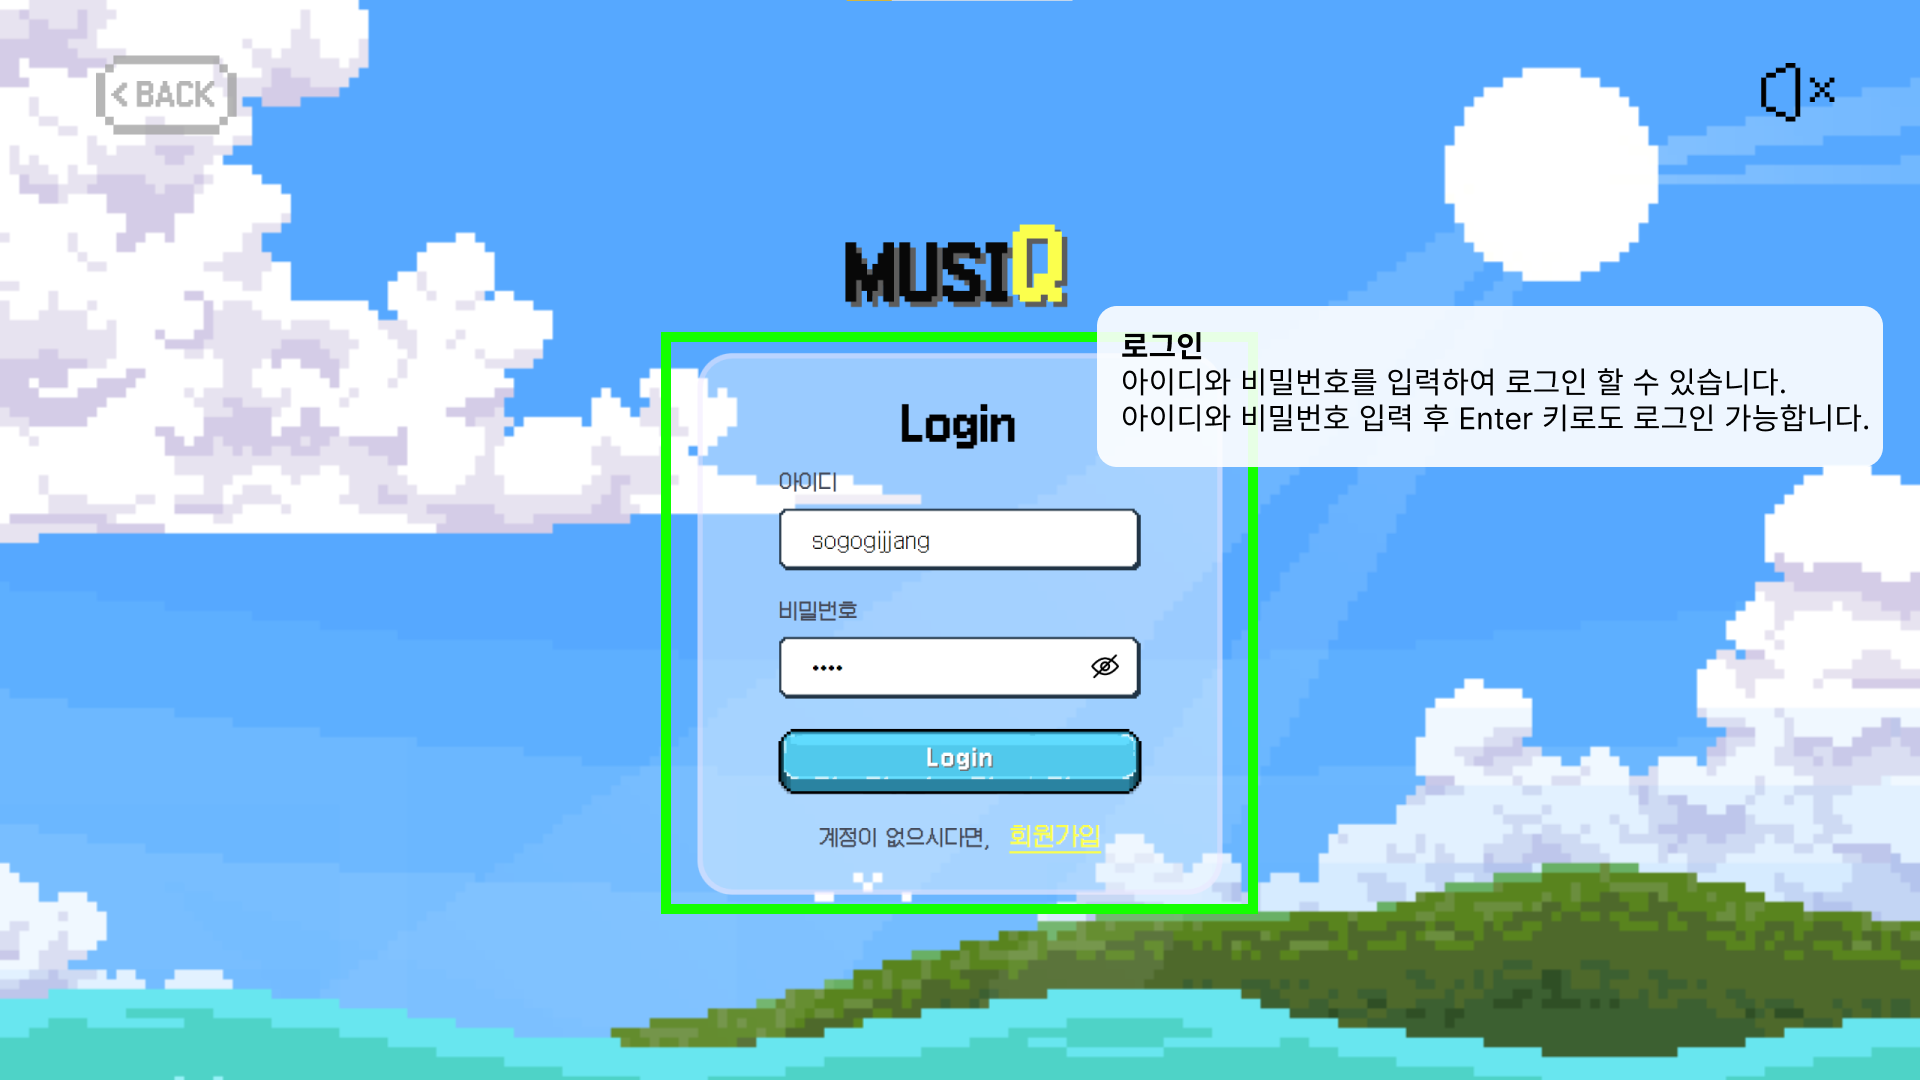 < BACK
MUSIQ
로그인
아이디와 비밀번호를 입력하여 로그인 할 수 있습니다.
아이디와 비밀번호 입력 후 Enter 키로도 로그인 가능합니다.
Login
아이디
sogogijjang
비밀번호
••••
Login
계정이 없으시다면, 회원가입